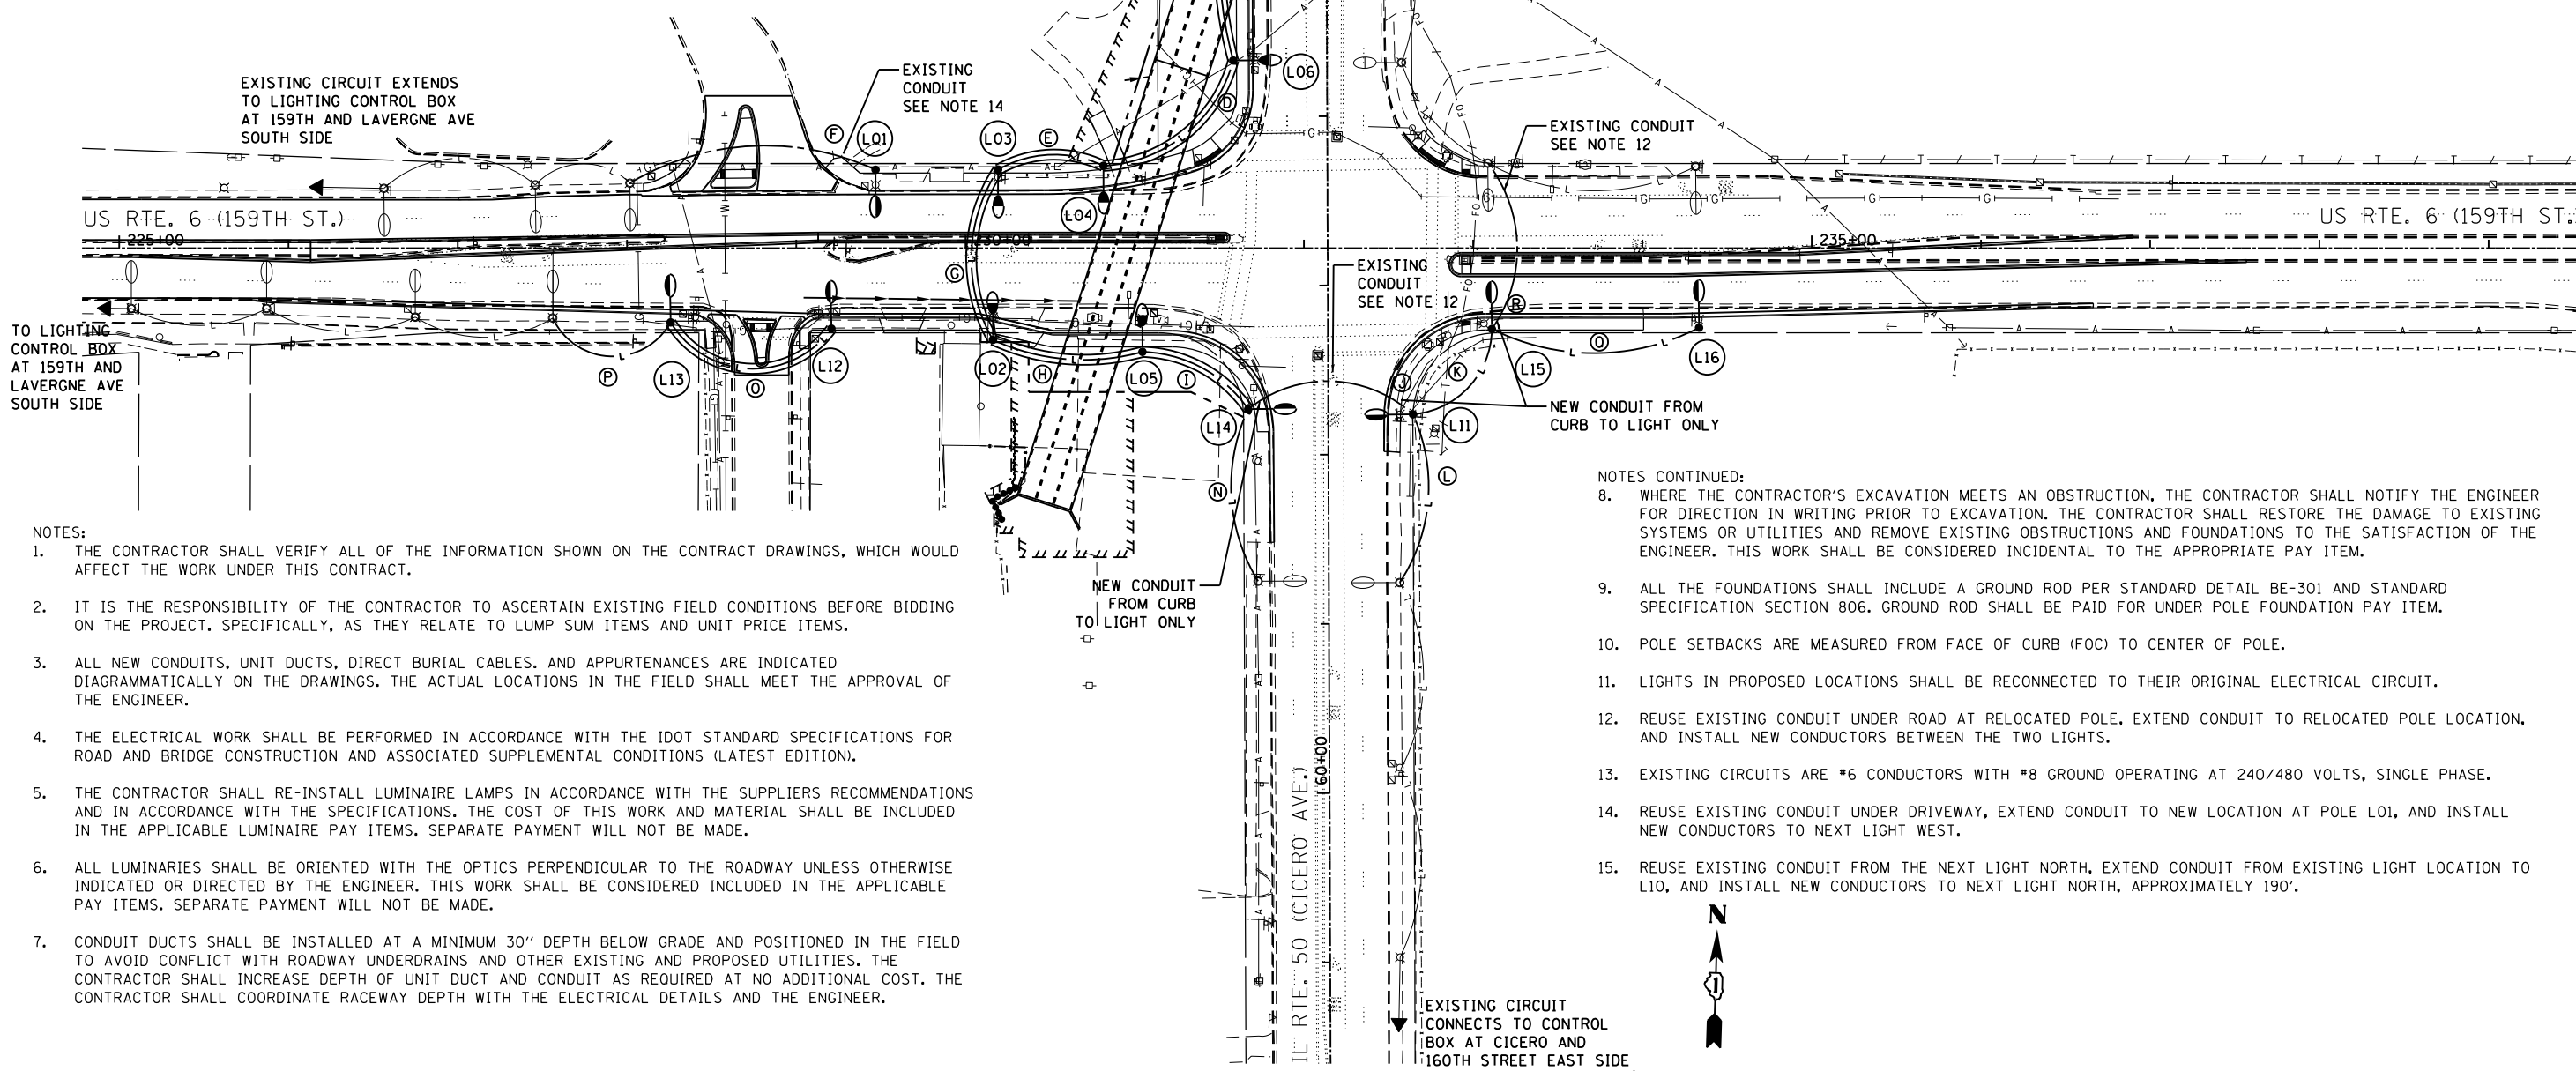 EXISTING CIRCUIT EXTENDS
TO LIGHTING CONTROL BOX
AT 159TH AND LAVERGNE AVE
SOUTH SIDE
EXISTING
CONDUIT
SEE NOTE 14
F
L01
L03
E
D
L06
L04
EXISTING CONDUIT
SEE NOTE 12
US RTE. 6 (159TH ST.)
US RTE. 6 (159TH ST.
225+00
230+00
235+00
G
EXISTING
CONDUIT
SEE NOTE 12
R
TO LIGHTING
CONTROL BOX
AT 159TH AND
LAVERGNE AVE
SOUTH SIDE
P
L13
O
L12
L02
H
L05
I
J
K
L15
Q
L16
L14
L11
NEW CONDUIT FROM
CURB TO LIGHT ONLY
N
L
NEW CONDUIT
FROM CURB
TO LIGHT ONLY
60+00
IL RTE. 50 (CICERO AVE.)
EXISTING CIRCUIT
CONNECTS TO CONTROL
BOX AT CICERO AND
160TH STREET EAST SIDE
NOTES:
1. THE CONTRACTOR SHALL VERIFY ALL OF THE INFORMATION SHOWN ON THE CONTRACT DRAWINGS, WHICH WOULD
AFFECT THE WORK UNDER THIS CONTRACT.
2. IT IS THE RESPONSIBILITY OF THE CONTRACTOR TO ASCERTAIN EXISTING FIELD CONDITIONS BEFORE BIDDING
ON THE PROJECT. SPECIFICALLY, AS THEY RELATE TO LUMP SUM ITEMS AND UNIT PRICE ITEMS.
3. ALL NEW CONDUITS, UNIT DUCTS, DIRECT BURIAL CABLES. AND APPURTENANCES ARE INDICATED
DIAGRAMMATICALLY ON THE DRAWINGS. THE ACTUAL LOCATIONS IN THE FIELD SHALL MEET THE APPROVAL OF
THE ENGINEER.
4. THE ELECTRICAL WORK SHALL BE PERFORMED IN ACCORDANCE WITH THE IDOT STANDARD SPECIFICATIONS FOR
ROAD AND BRIDGE CONSTRUCTION AND ASSOCIATED SUPPLEMENTAL CONDITIONS (LATEST EDITION).
5. THE CONTRACTOR SHALL RE-INSTALL LUMINAIRE LAMPS IN ACCORDANCE WITH THE SUPPLIERS RECOMMENDATIONS
AND IN ACCORDANCE WITH THE SPECIFICATIONS. THE COST OF THIS WORK AND MATERIAL SHALL BE INCLUDED
IN THE APPLICABLE LUMINAIRE PAY ITEMS. SEPARATE PAYMENT WILL NOT BE MADE.
6. ALL LUMINARIES SHALL BE ORIENTED WITH THE OPTICS PERPENDICULAR TO THE ROADWAY UNLESS OTHERWISE
INDICATED OR DIRECTED BY THE ENGINEER. THIS WORK SHALL BE CONSIDERED INCLUDED IN THE APPLICABLE
PAY ITEMS. SEPARATE PAYMENT WILL NOT BE MADE.
7. CONDUIT DUCTS SHALL BE INSTALLED AT A MINIMUM 30'' DEPTH BELOW GRADE AND POSITIONED IN THE FIELD
TO AVOID CONFLICT WITH ROADWAY UNDERDRAINS AND OTHER EXISTING AND PROPOSED UTILITIES. THE
CONTRACTOR SHALL INCREASE DEPTH OF UNIT DUCT AND CONDUIT AS REQUIRED AT NO ADDITIONAL COST. THE
CONTRACTOR SHALL COORDINATE RACEWAY DEPTH WITH THE ELECTRICAL DETAILS AND THE ENGINEER.
NOTES CONTINUED:
8. WHERE THE CONTRACTOR'S EXCAVATION MEETS AN OBSTRUCTION, THE CONTRACTOR SHALL NOTIFY THE ENGINEER
FOR DIRECTION IN WRITING PRIOR TO EXCAVATION. THE CONTRACTOR SHALL RESTORE THE DAMAGE TO EXISTING
SYSTEMS OR UTILITIES AND REMOVE EXISTING OBSTRUCTIONS AND FOUNDATIONS TO THE SATISFACTION OF THE
ENGINEER. THIS WORK SHALL BE CONSIDERED INCIDENTAL TO THE APPROPRIATE PAY ITEM.
9. ALL THE FOUNDATIONS SHALL INCLUDE A GROUND ROD PER STANDARD DETAIL BE-301 AND STANDARD
SPECIFICATION SECTION 806. GROUND ROD SHALL BE PAID FOR UNDER POLE FOUNDATION PAY ITEM.
10. POLE SETBACKS ARE MEASURED FROM FACE OF CURB (FOC) TO CENTER OF POLE.
11. LIGHTS IN PROPOSED LOCATIONS SHALL BE RECONNECTED TO THEIR ORIGINAL ELECTRICAL CIRCUIT.
12. REUSE EXISTING CONDUIT UNDER ROAD AT RELOCATED POLE, EXTEND CONDUIT TO RELOCATED POLE LOCATION,
AND INSTALL NEW CONDUCTORS BETWEEN THE TWO LIGHTS.
13. EXISTING CIRCUITS ARE #6 CONDUCTORS WITH #8 GROUND OPERATING AT 240/480 VOLTS, SINGLE PHASE.
14. REUSE EXISTING CONDUIT UNDER DRIVEWAY, EXTEND CONDUIT TO NEW LOCATION AT POLE L01, AND INSTALL
NEW CONDUCTORS TO NEXT LIGHT WEST.
15. REUSE EXISTING CONDUIT FROM THE NEXT LIGHT NORTH, EXTEND CONDUIT FROM EXISTING LIGHT LOCATION TO
L10, AND INSTALL NEW CONDUCTORS TO NEXT LIGHT NORTH, APPROXIMATELY 190'.
N